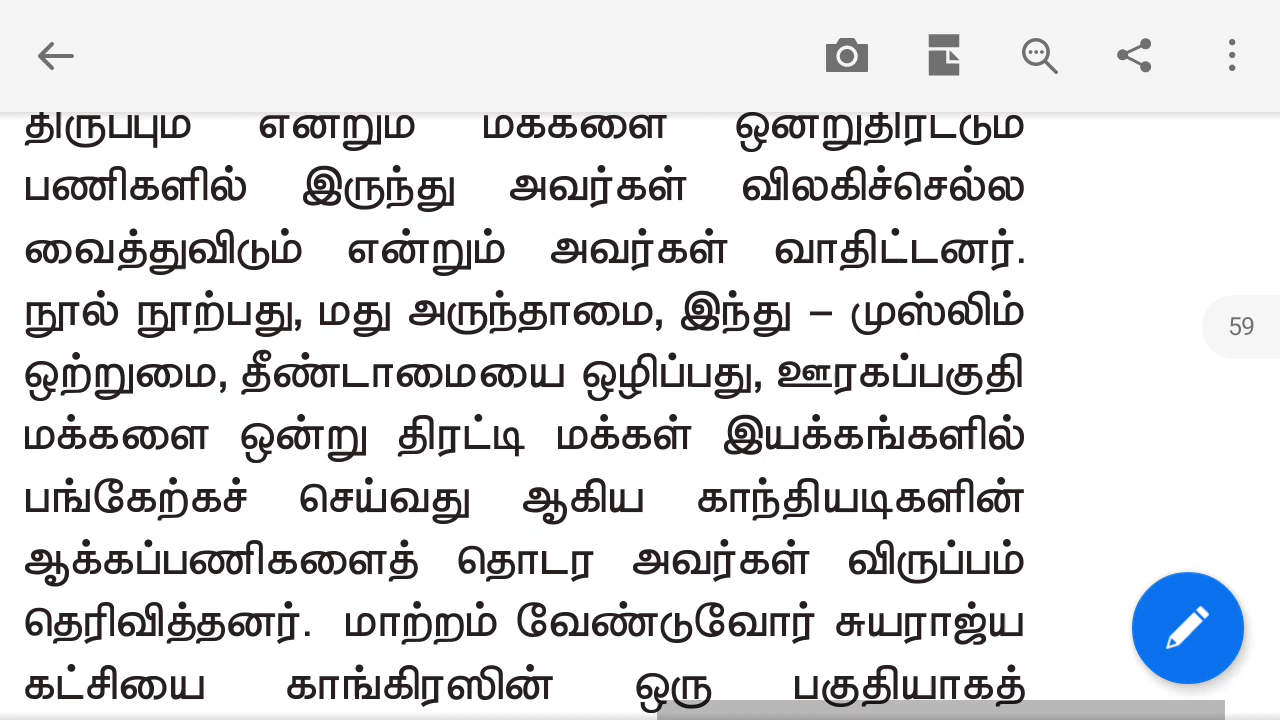 திருப்பும் என்றும் மக்களை ஒன்றுதிரட்டும்
பணிகளில் இருந்து அவர்கள் விலகிச்செல்ல
வைத்துவிடும் என்றும் அவர்கள் வாதிட்டனர்.
நூல் நூற்பது, மது அருந்தாமை, இந்து – முஸ்லிம்
59
ஒற்றுமை, தீண்டாமையை ஒழிப்பது, ஊரகப்பகுதி
மக்களை ஒன்று திரட்டி மக்கள் இயக்கங்களில்
பங்கேற்கச் செய்வது ஆகிய காந்தியடிகளின்
ஆக்கப்பணிகளைத் தொடர அவர்கள் விருப்பம்
தெரிவித்தனர். மாற்றம் வேண்டுவோர் சுயராஜ்ய
கட்சியை காங்கிரஸின் ஒரு பகுதியாகத்